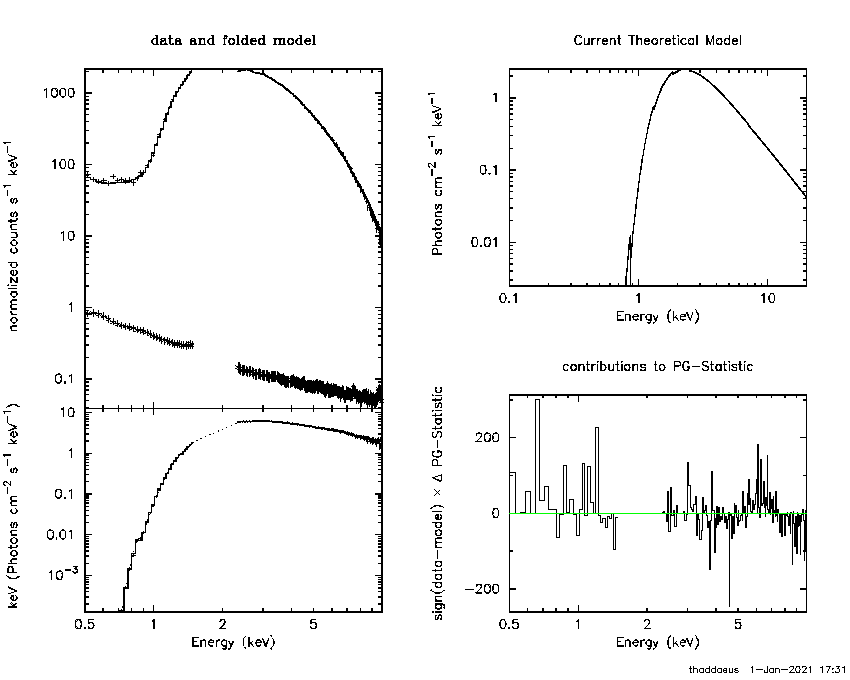 data and folded model
normalized counts s⁻¹ keV⁻¹
1000
100
10
1
0.1
keV (Photons cm⁻² s⁻¹ keV⁻¹)
10
1
0.1
0.01
10⁻³
0.5
1
2
5
Energy (keV)
Current Theoretical Model
Photons cm⁻² s⁻¹ keV⁻¹
1
0.1
0.01
0.1
1
10
Energy (keV)
contributions to PG-Statistic
sign(data-model) × Δ PG-Statistic
200
0
-200
0.5
1
2
5
Energy (keV)
thaddaeus 1-Jan-2021 17:31